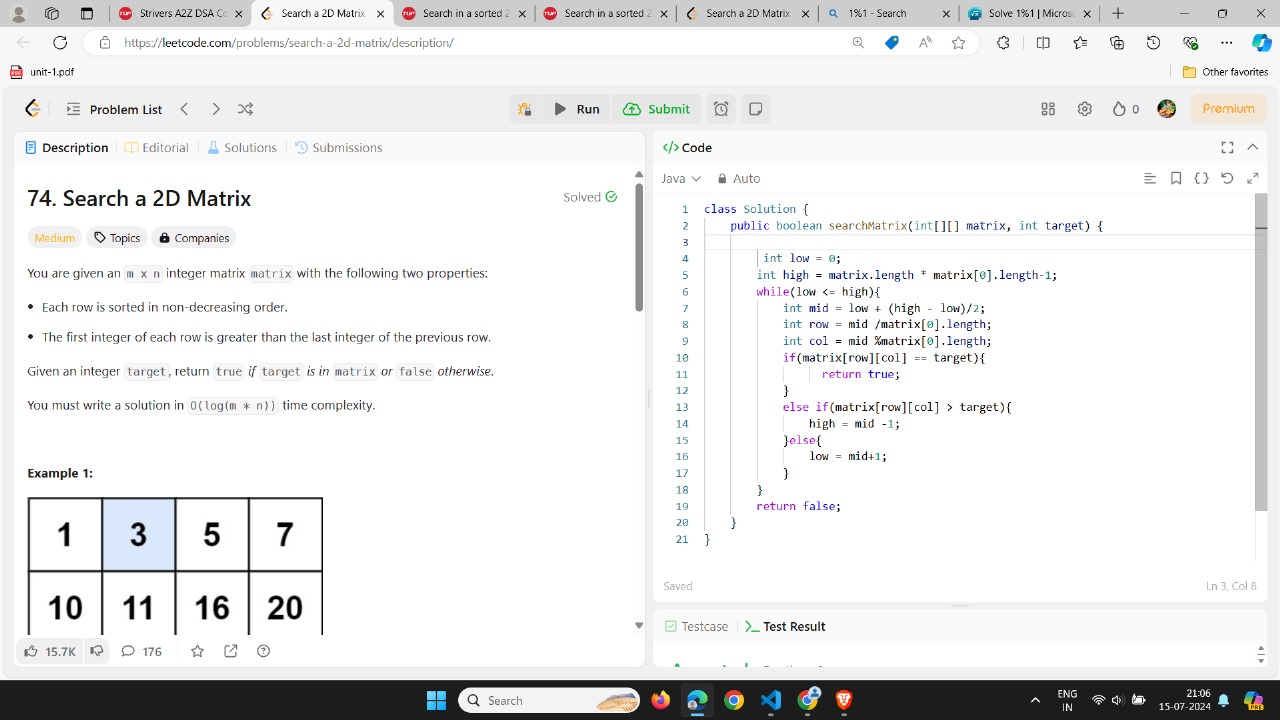 Strivers A2Z DSA Co
Search a 2D Matrix
Search in a sorted 2
Search in a sorted 2
Search a 2D Matrix
1%1 - Search
Solve 1%1 | Micros
https://leetcode.com/problems/search-a-2d-matrix/description/
unit-1.pdf
Other favorites
Problem List
Run
Submit
0
Premium
Description
Editorial
Solutions
Submissions
74. Search a 2D Matrix
Solved
Medium
Topics
Companies
You are given an m x n integer matrix matrix with the following two properties:
• Each row is sorted in non-decreasing order.
• The first integer of each row is greater than the last integer of the previous row.
Given an integer target, return true if target is in matrix or false otherwise.
You must write a solution in O(log(m * n)) time complexity.
Example 1:
1 3 5 7
10 11 16 20
15.7K
176
</> Code
Java
Auto
1 class Solution {
2 public boolean searchMatrix(int[][] matrix, int target) {
3
4 int low = 0;
5 int high = matrix.length * matrix[0].length-1;
6 while(low <= high){
7 int mid = low + (high - low)/2;
8 int row = mid /matrix[0].length;
9 int col = mid %matrix[0].length;
10 if(matrix[row][col] == target){
11 return true;
12 }
13 else if(matrix[row][col] > target){
14 high = mid -1;
15 }else{
16 low = mid+1;
17 }
18 }
19 return false;
20 }
21 }
Saved
Ln 3, Col 8
Testcase
Test Result
Search
ENG
IN
21:06
15-07-2024